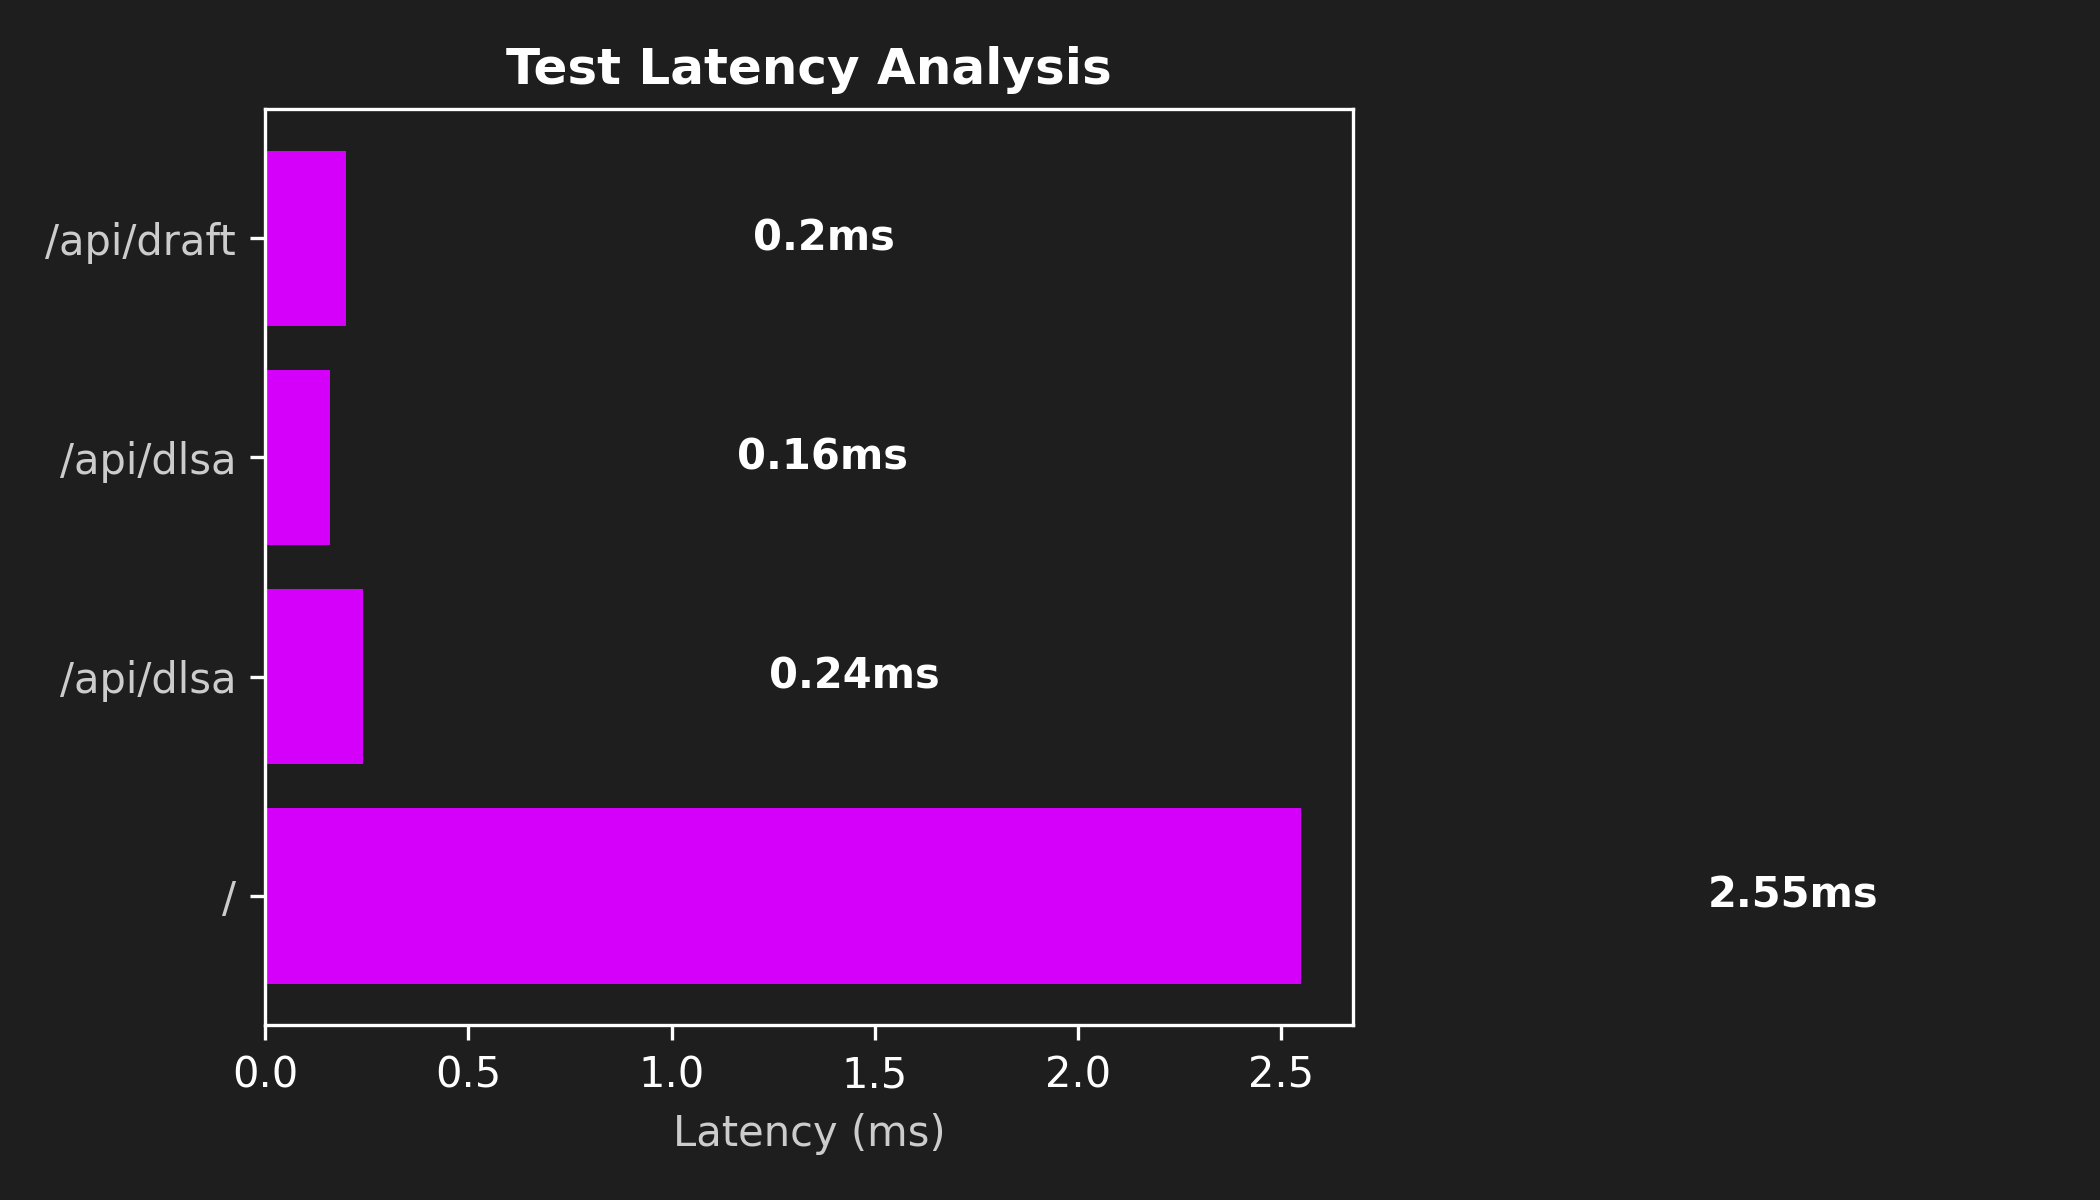 Test Latency Analysis
/api/draft
0.2ms
/api/dlsa
0.16ms
/api/dlsa
0.24ms
/
2.55ms
0.0 0.5 1.0 1.5 2.0 2.5
Latency (ms)